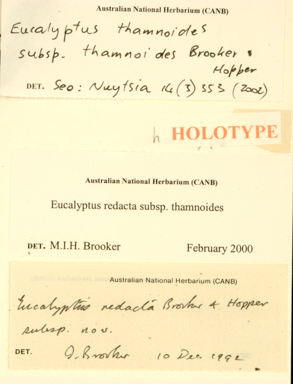 Australian National Herbarium (CANB)
Eucalyptus thamnoides
subsp. thamnoides Brooker &
Hopper
DET. Seo: Nuytsia 14(3) 353 (2002)
h HOLOTYPE
Australian National Herbarium (CANB)
Eucalyptus redacta subsp. thamnoides
DET. M.I.H. Brooker February 2000
Australian National Herbarium (CANB)
Eucalyptus redacta Brooker & Hopper
subsp. nov.
DET. I. Brooker 10 Dec 1992